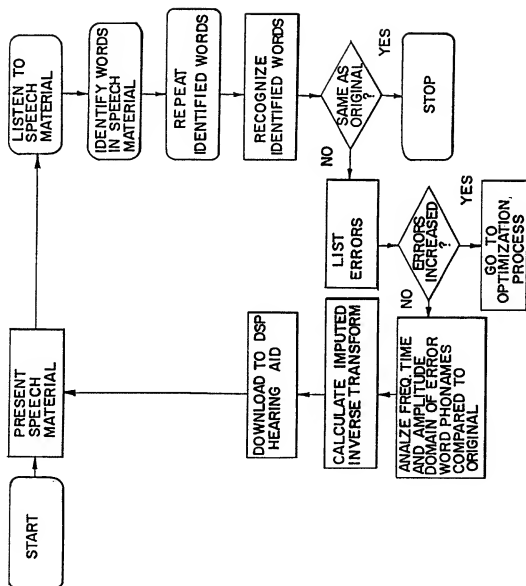 START
PRESENT
SPEECH
MATERIAL
LISTEN TO
SPEECH
MATERIAL
IDENTIFY WORDS
IN SPEECH
MATERIAL
REPEAT
IDENTIFIED WORDS
RECOGNIZE
IDENTIFIED WORDS
SAME AS
ORIGINAL
?
YES
STOP
NO
LIST
ERRORS
ERRORS
INCREASED
?
YES
GO TO
OPTIMIZATION,
PROCESS
NO
ANALZE FREQ. TIME
AND AMPLITUDE
DOMAIN OF ERROR
WORD PHONAMES
COMPARED TO
ORIGINAL
CALCULATE IMPUTED
INVERSE TRANSFORM
DOWNLOAD TO DSP
HEARING AID